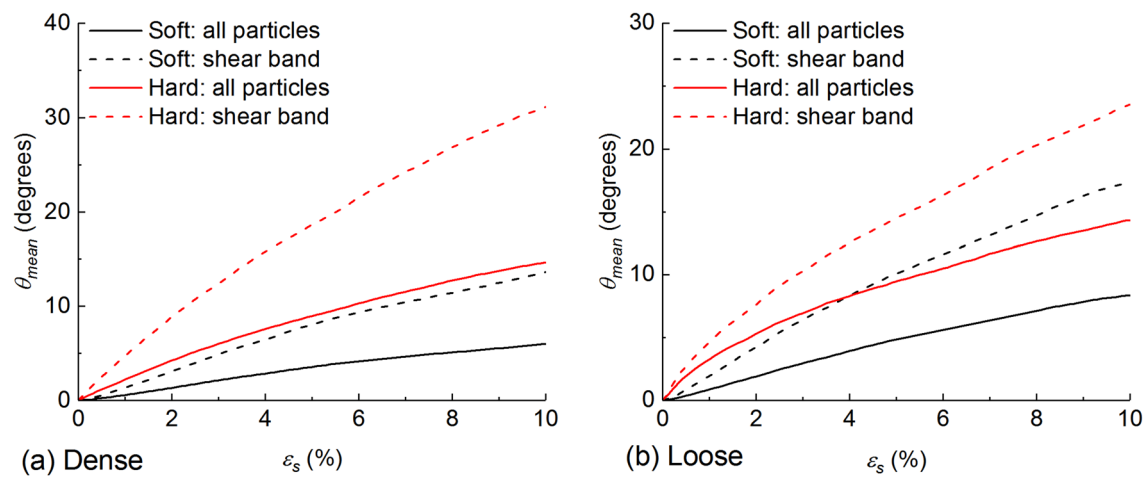 40
30
20
10
0
θmean (degrees)
Soft: all particles
Soft: shear band
Hard: all particles
Hard: shear band
0 2 4 6 8 10
(a) Dense εs (%)
30
20
10
0
θmean (degrees)
Soft: all particles
Soft: shear band
Hard: all particles
Hard: shear band
0 2 4 6 8 10
(b) Loose εs (%)